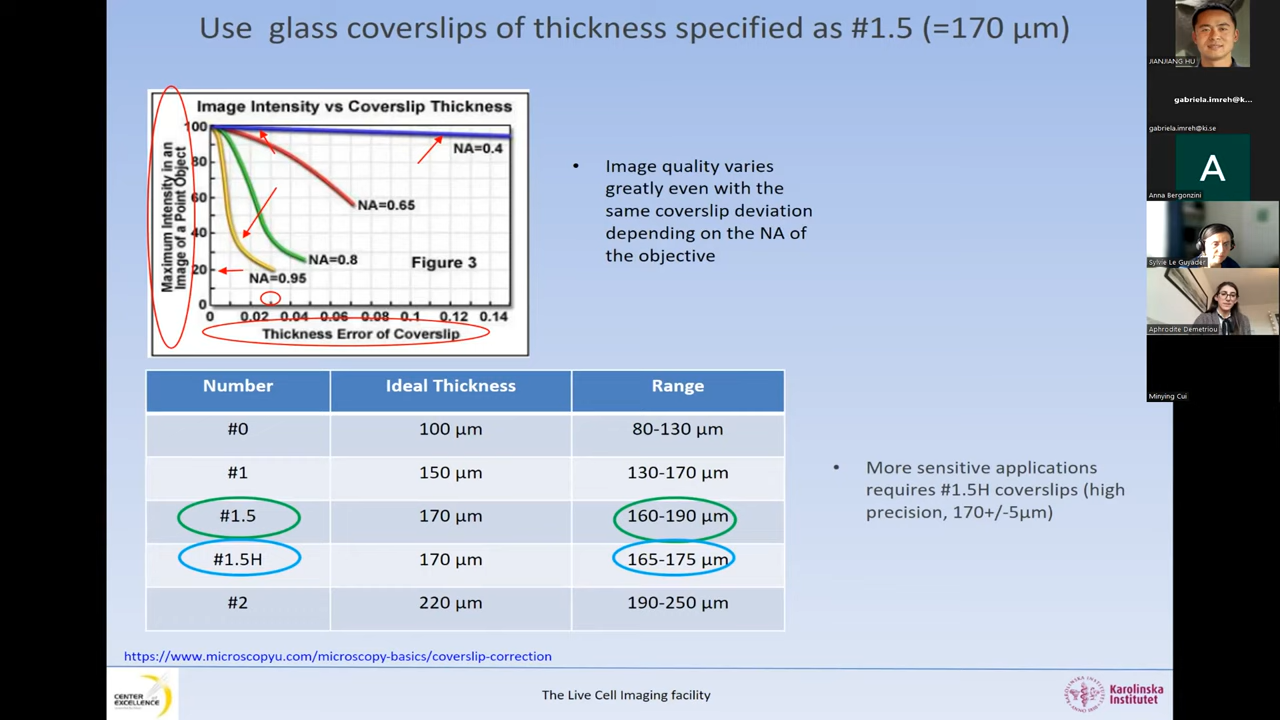 Use glass coverslips of thickness specified as #1.5 (=170 µm)
Image Intensity vs Coverslip Thickness
Maximum Intensity in an
Image of a Point Object
100
80
60
40
20
0
NA=0.4
NA=0.65
NA=0.8
NA=0.95
Figure 3
0 0.02 0.04 0.06 0.08 0.1 0.12 0.14
Thickness Error of Coverslip
• Image quality varies
greatly even with the
same coverslip deviation
depending on the NA of
the objective
Number Ideal Thickness Range
#0 100 µm 80-130 µm
#1 150 µm 130-170 µm
#1.5 170 µm 160-190 µm
#1.5H 170 µm 165-175 µm
#2 220 µm 190-250 µm
• More sensitive applications
requires #1.5H coverslips (high
precision, 170+/-5µm)
https://www.microscopyu.com/microscopy-basics/coverslip-correction
CENTER
EXCELLENCE
The Live Cell Imaging facility
Karolinska
Institutet
JIANJIANG HU
gabriela.imreh@k...
gabriela.imreh@ki.se
A
Anna Bergonzini
Sylvie Le Guyader
Aphrodite Demetriou
Minying Cui